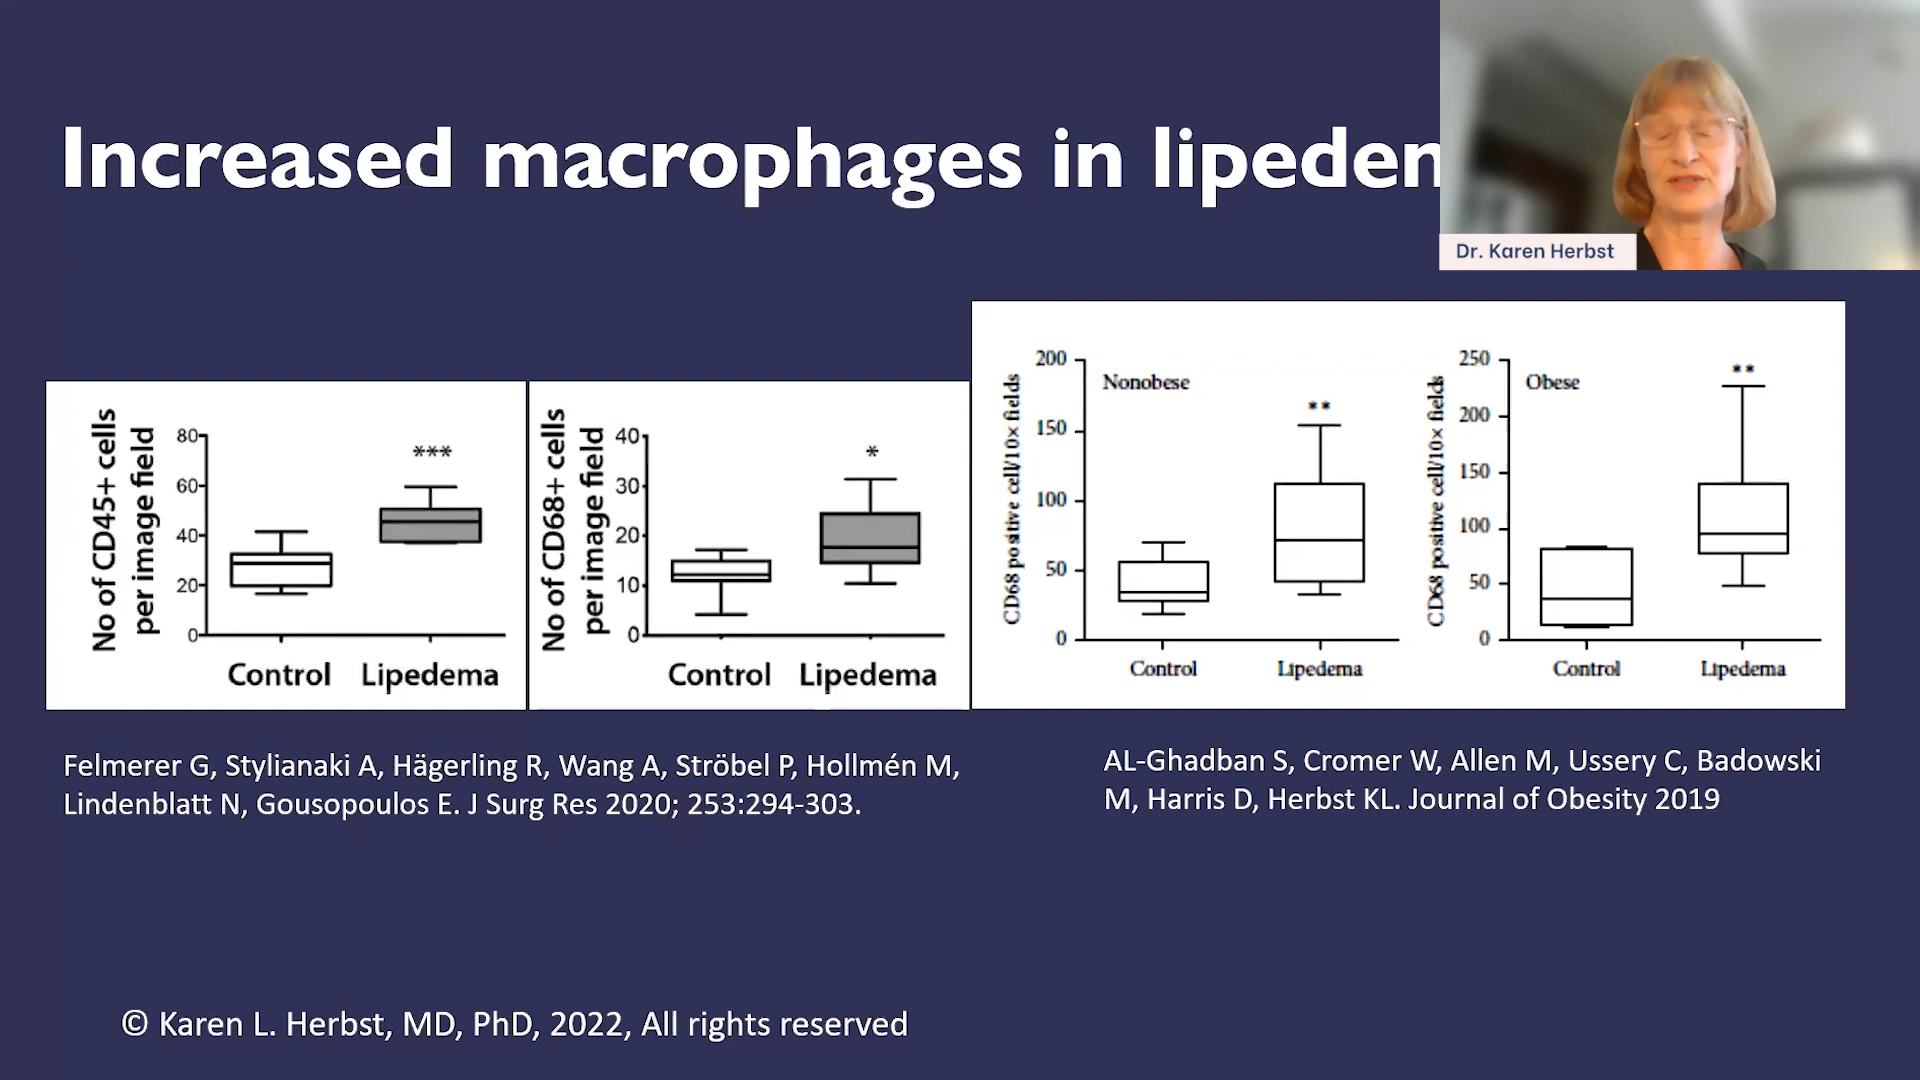 Increased macrophages in lipeden
Dr. Karen Herbst
No of CD45+ cells
per image field
80
60
40
20
0
***
Control Lipedema
No of CD68+ cells
per image field
40
30
20
10
0
*
Control Lipedema
CD68 positive cell/10× fields
200
150
100
50
0
Nonobese
**
Control Lipedema
CD68 positive cell/10× fields
250
200
150
100
50
0
Obese
**
Control Lipedema
Felmerer G, Stylianaki A, Hägerling R, Wang A, Ströbel P, Hollmén M,
Lindenblatt N, Gousopoulos E. J Surg Res 2020; 253:294-303.
AL-Ghadban S, Cromer W, Allen M, Ussery C, Badowski
M, Harris D, Herbst KL. Journal of Obesity 2019
© Karen L. Herbst, MD, PhD, 2022, All rights reserved